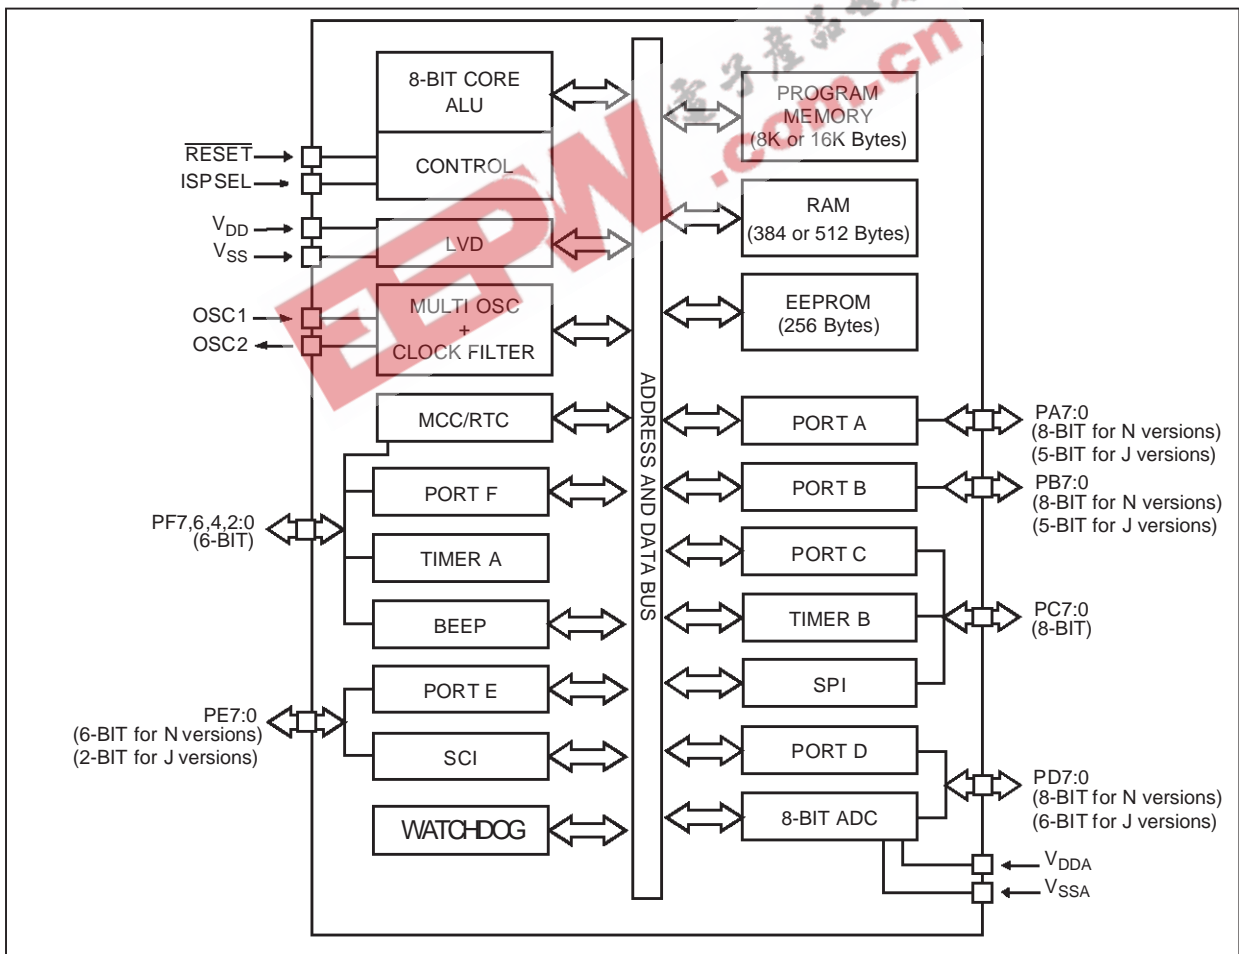 電子產品
EEPW
.com.cn
8-BIT CORE
ALU
CONTROL
RESET
ISPSEL
VDD
VSS
LVD
OSC1
OSC2
MULTI OSC
+
CLOCK FILTER
MCC/RTC
PORT F
PF7,6,4,2:0
(6-BIT)
TIMER A
BEEP
PORT E
PE7:0
(6-BIT for N versions)
(2-BIT for J versions)
SCI
WATCHDOG
ADDRESS AND DATA BUS
PROGRAM
MEMORY
(8K or 16K Bytes)
RAM
(384 or 512 Bytes)
EEPROM
(256 Bytes)
PORT A
PA7:0
(8-BIT for N versions)
(5-BIT for J versions)
PORT B
PB7:0
(8-BIT for N versions)
(5-BIT for J versions)
PORT C
TIMER B
PC7:0
(8-BIT)
SPI
PORT D
PD7:0
(8-BIT for N versions)
(6-BIT for J versions)
8-BIT ADC
VDDA
VSSA